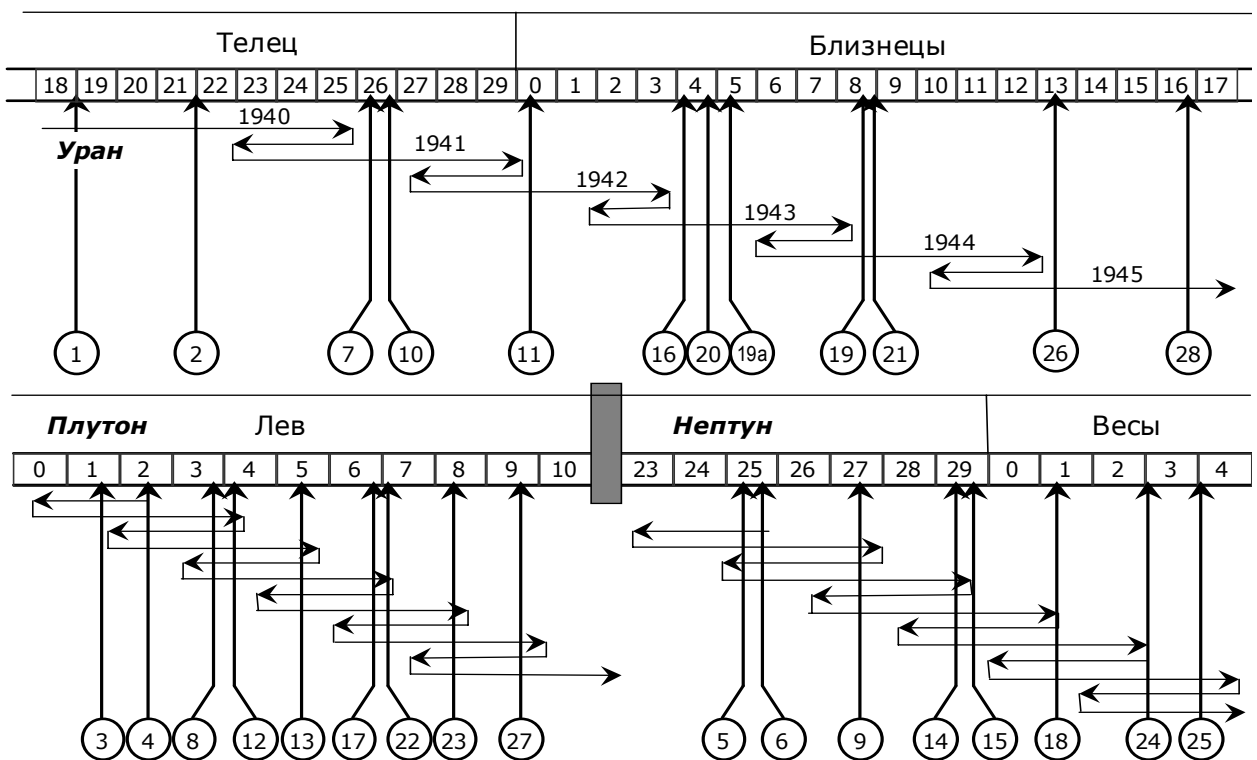 Телец Близнецы
18 19 20 21 22 23 24 25 26 27 28 29 0 1 2 3 4 5 6 7 8 9 10 11 12 13 14 15 16 17
1940
Уран
1941
1942
1943
1944
1945
1 2 7 10 11 16 20 19а 19 21 26 28
Плутон Лев Нептун Весы
0 1 2 3 4 5 6 7 8 9 10 23 24 25 26 27 28 29 0 1 2 3 4
3 4 8 12 13 17 22 23 27 5 6 9 14 15 18 24 25